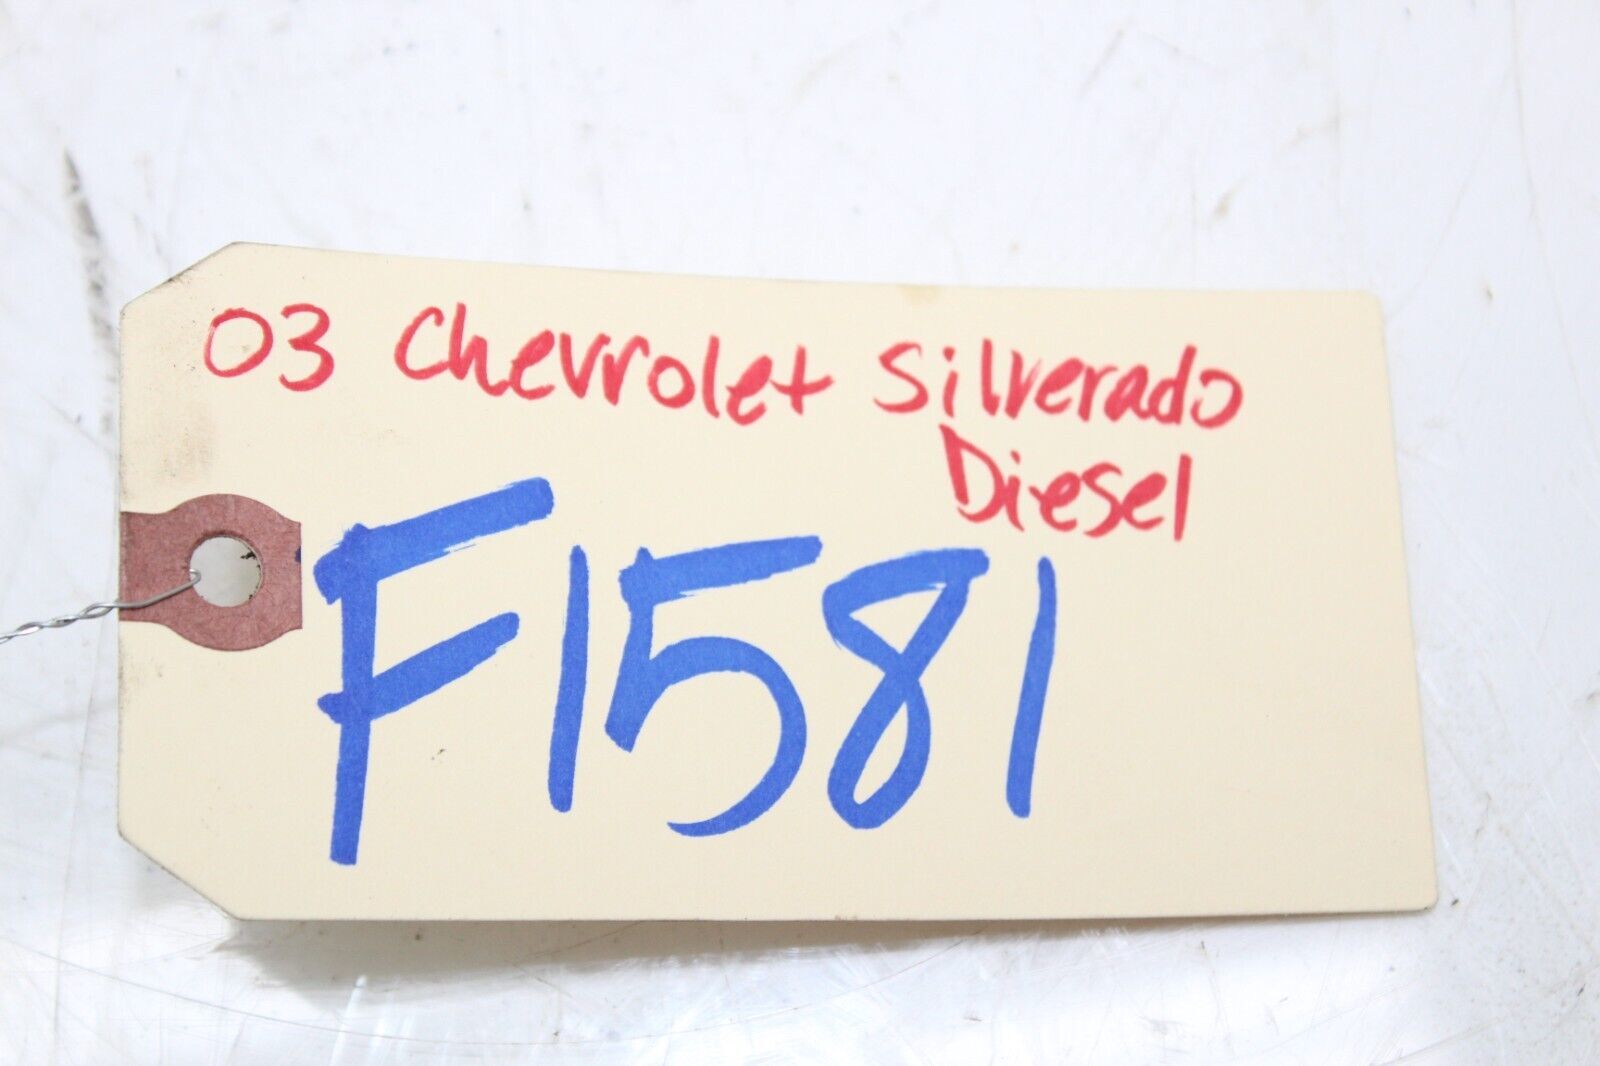 03 Chevrolet Silverado
Diesel
F1581